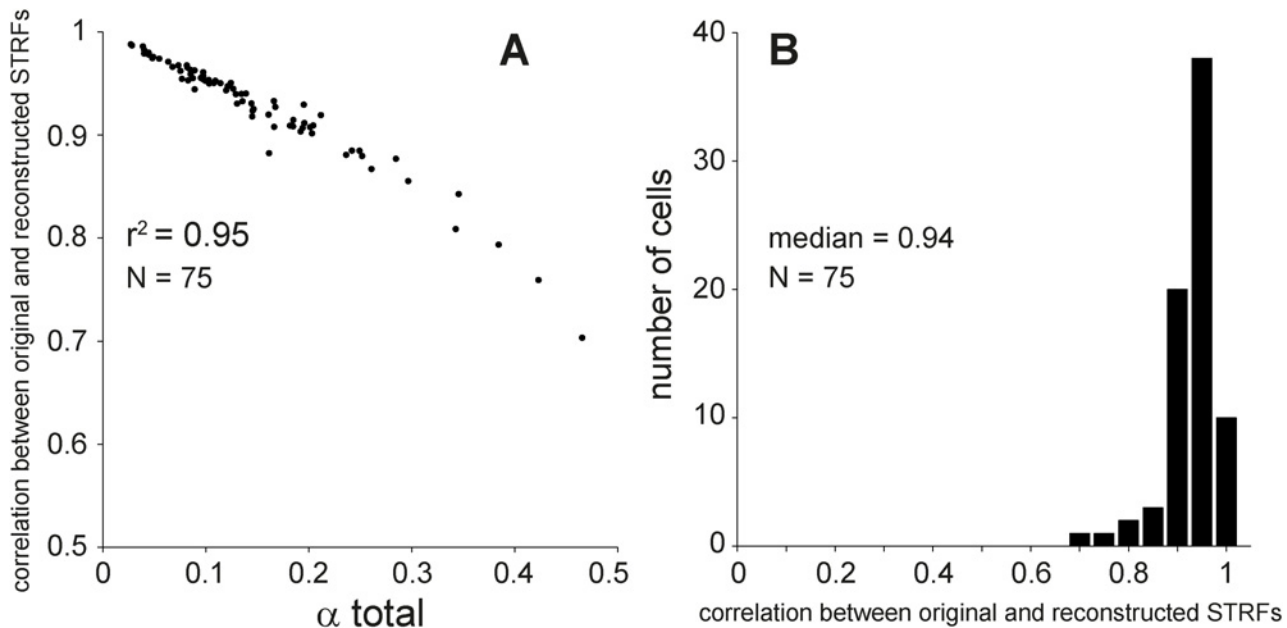 A
correlation between original and reconstructed STRFs
1
0.9
0.8
0.7
0.6
0.5
r² = 0.95
N = 75
0 0.1 0.2 0.3 0.4 0.5
α total
B
number of cells
40
30
20
10
0
median = 0.94
N = 75
0 0.2 0.4 0.6 0.8 1
correlation between original and reconstructed STRFs